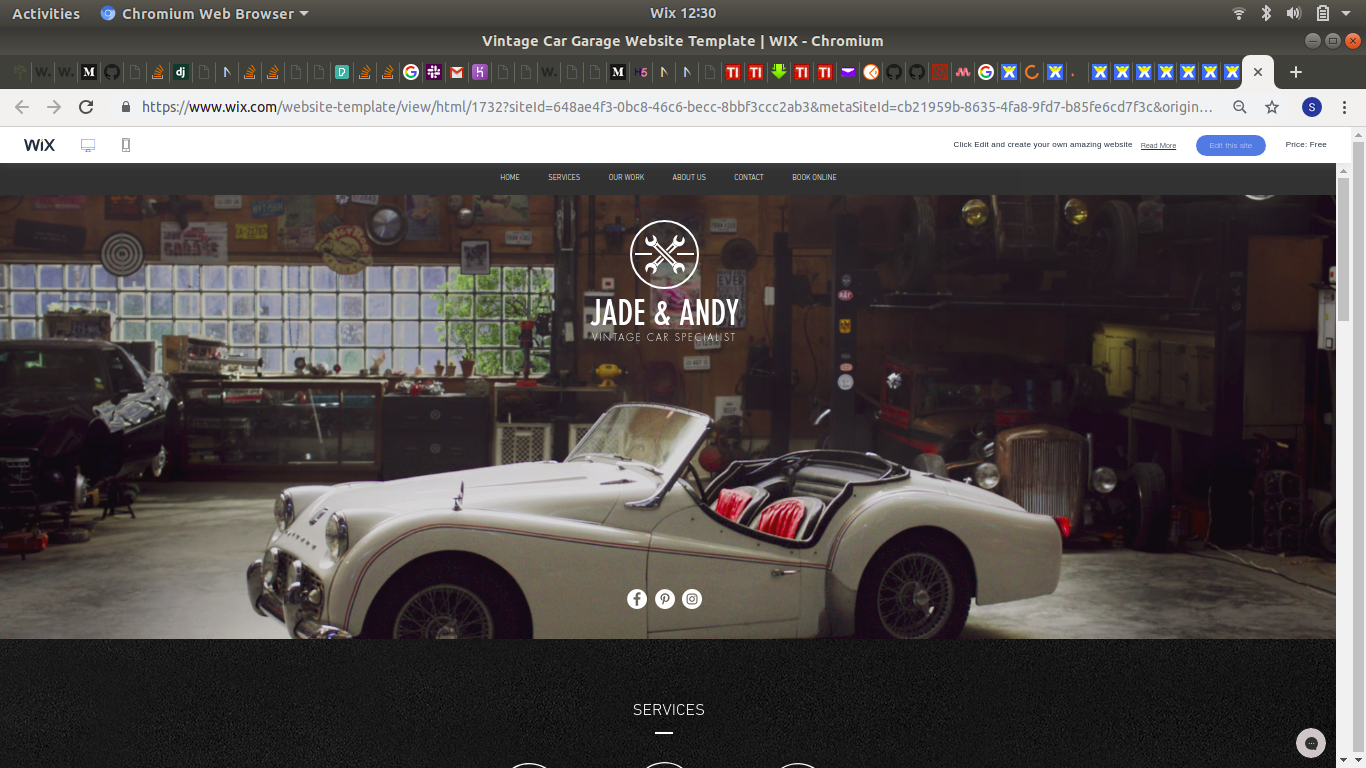 Activities
Chromium Web Browser
Wix 12:30
Vintage Car Garage Website Template | WIX - Chromium
https://www.wix.com/website-template/view/html/1732?siteId=648ae4f3-0bc8-46c6-becc-8bbf3ccc2ab3&metaSiteId=cb21959b-8635-4fa8-9fd7-b85fe6cd7f3c&origin…
S
WiX
Click Edit and create your own amazing website
Read More
Edit this site
Price: Free
HOME
SERVICES
OUR WORK
ABOUT US
CONTACT
BOOK ONLINE
JADE & ANDY
VINTAGE CAR SPECIALIST
SERVICES